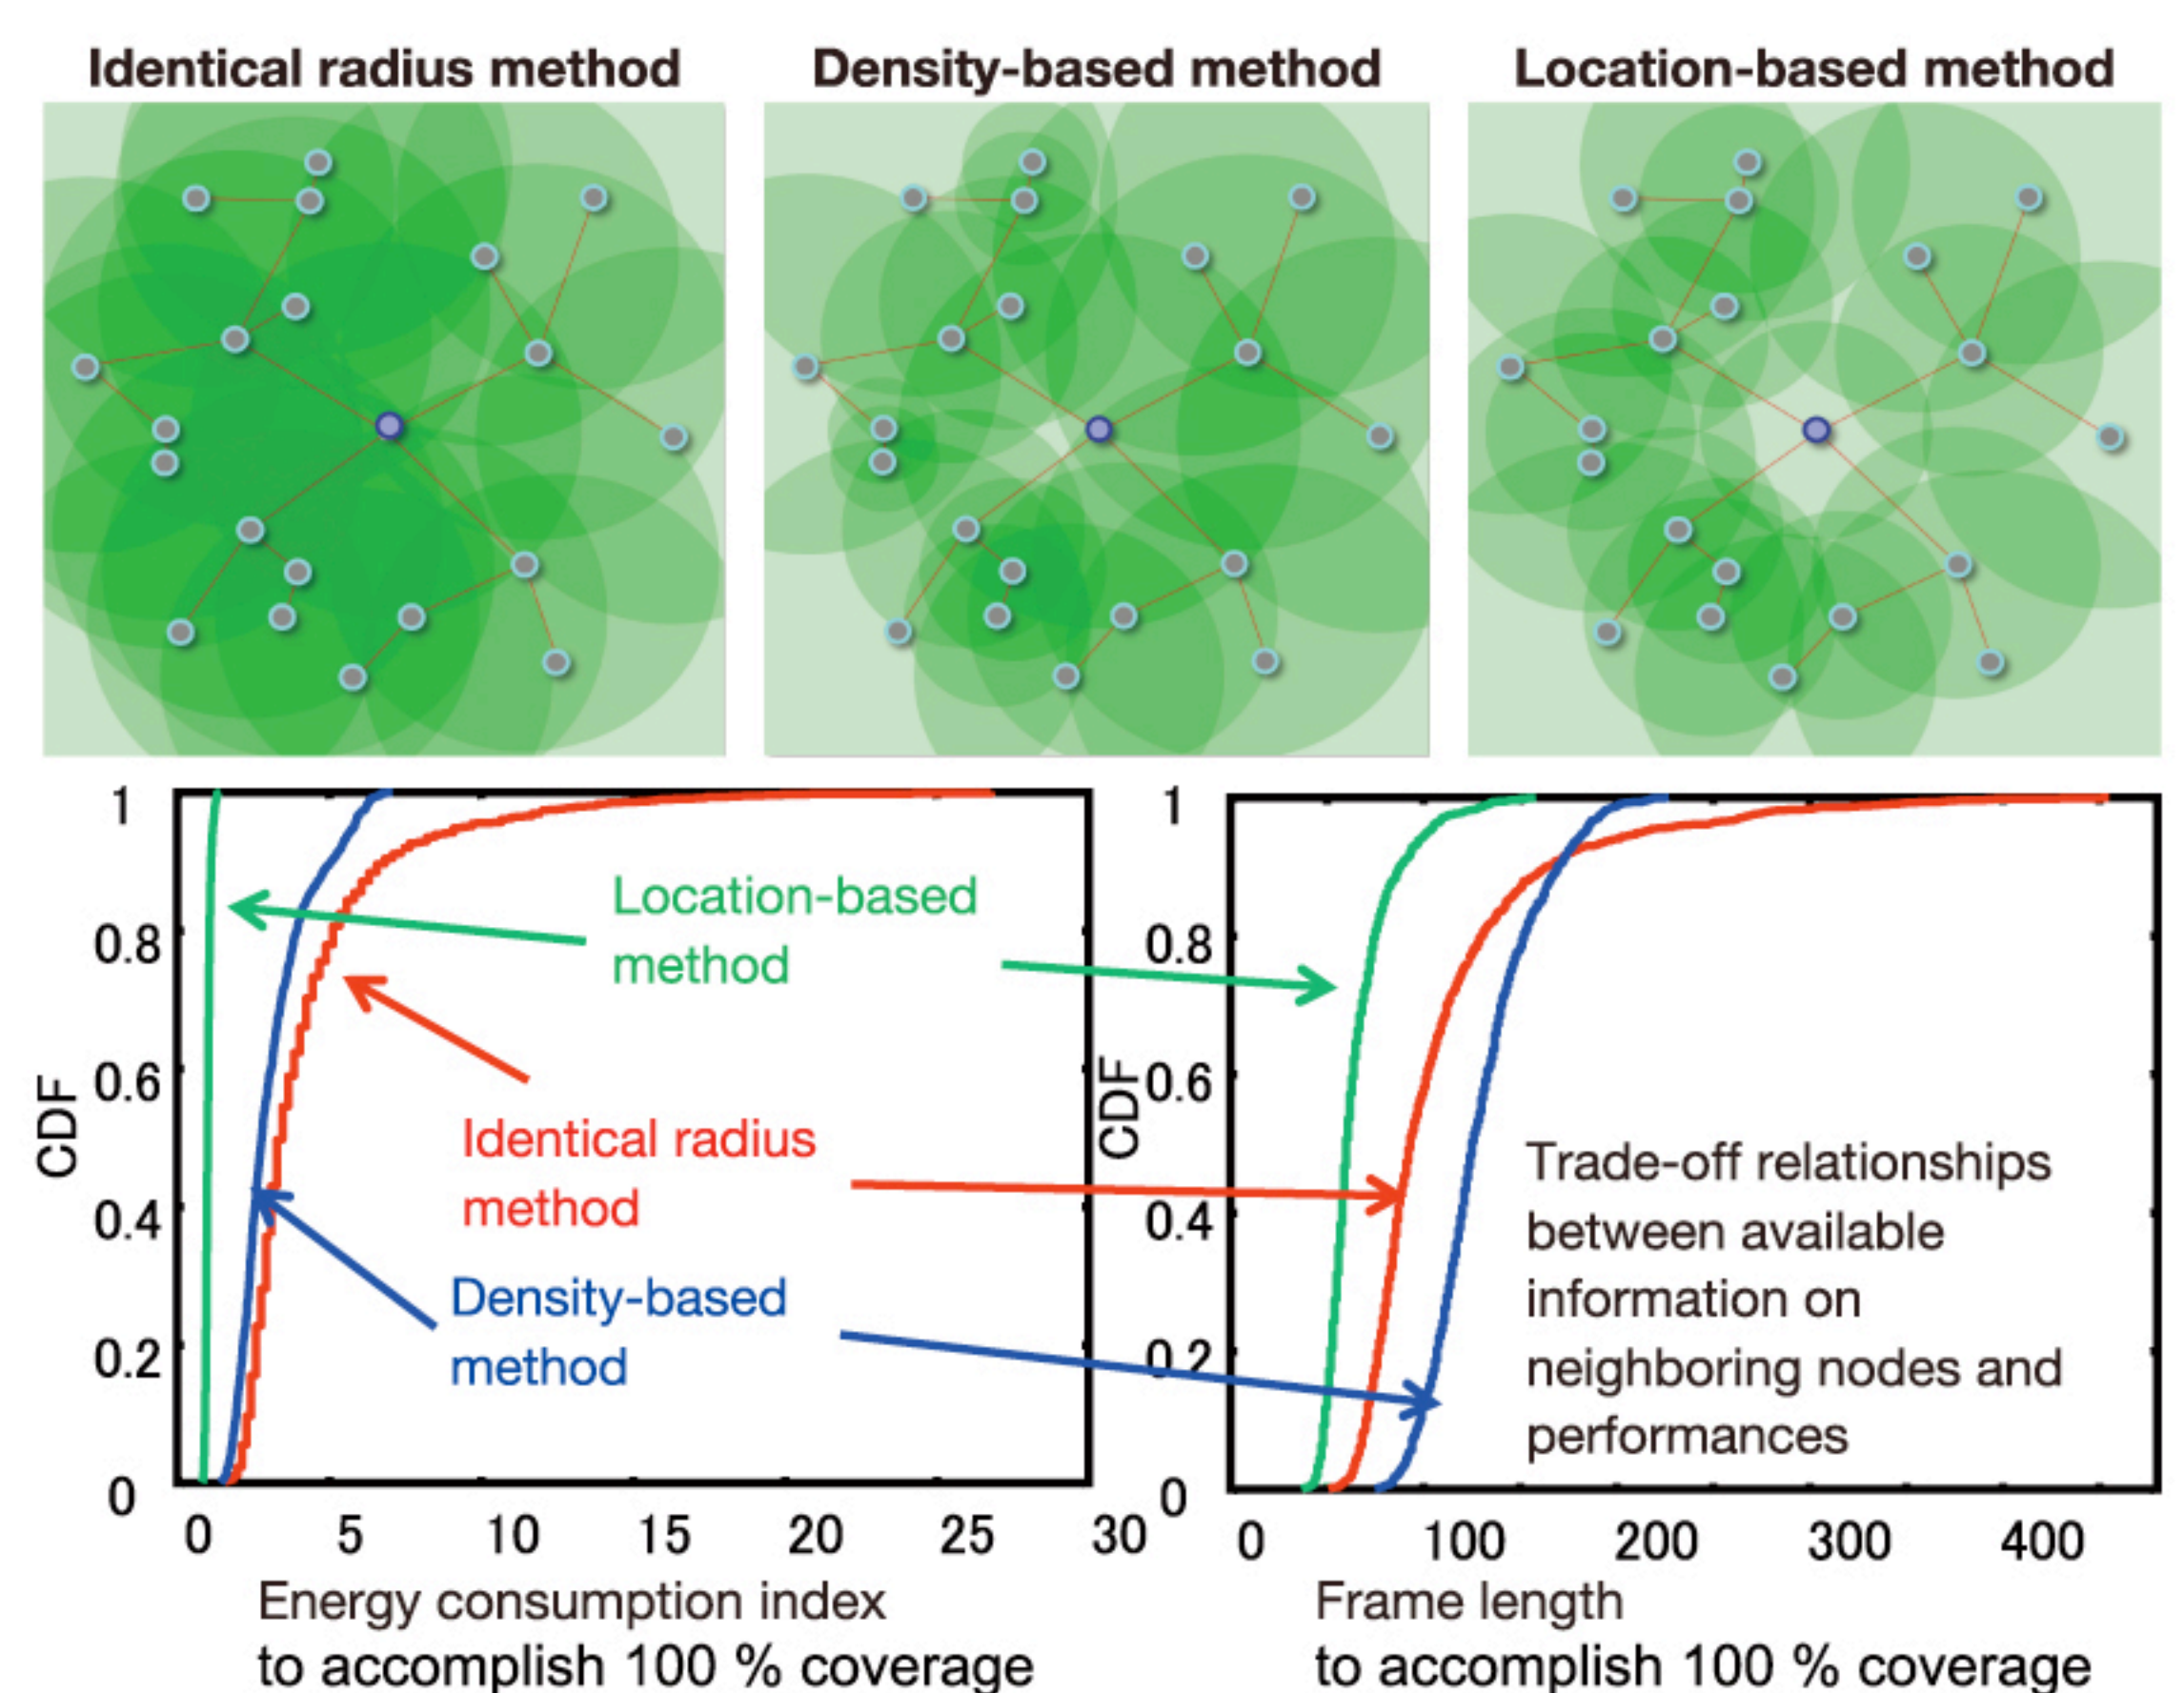 Identical radius method
Density-based method
Location-based method
1
0.8
0.6
0.4
0.2
0
CDF
0
5
10
15
20
25
30
Energy consumption index
to accomplish 100 % coverage
Location-based
method
Identical radius
method
Density-based
method
1
0.8
0.6
0.4
0.2
0
CDF
0
100
200
300
400
Frame length
to accomplish 100 % coverage
Trade-off relationships
between available
information on
neighboring nodes and
performances